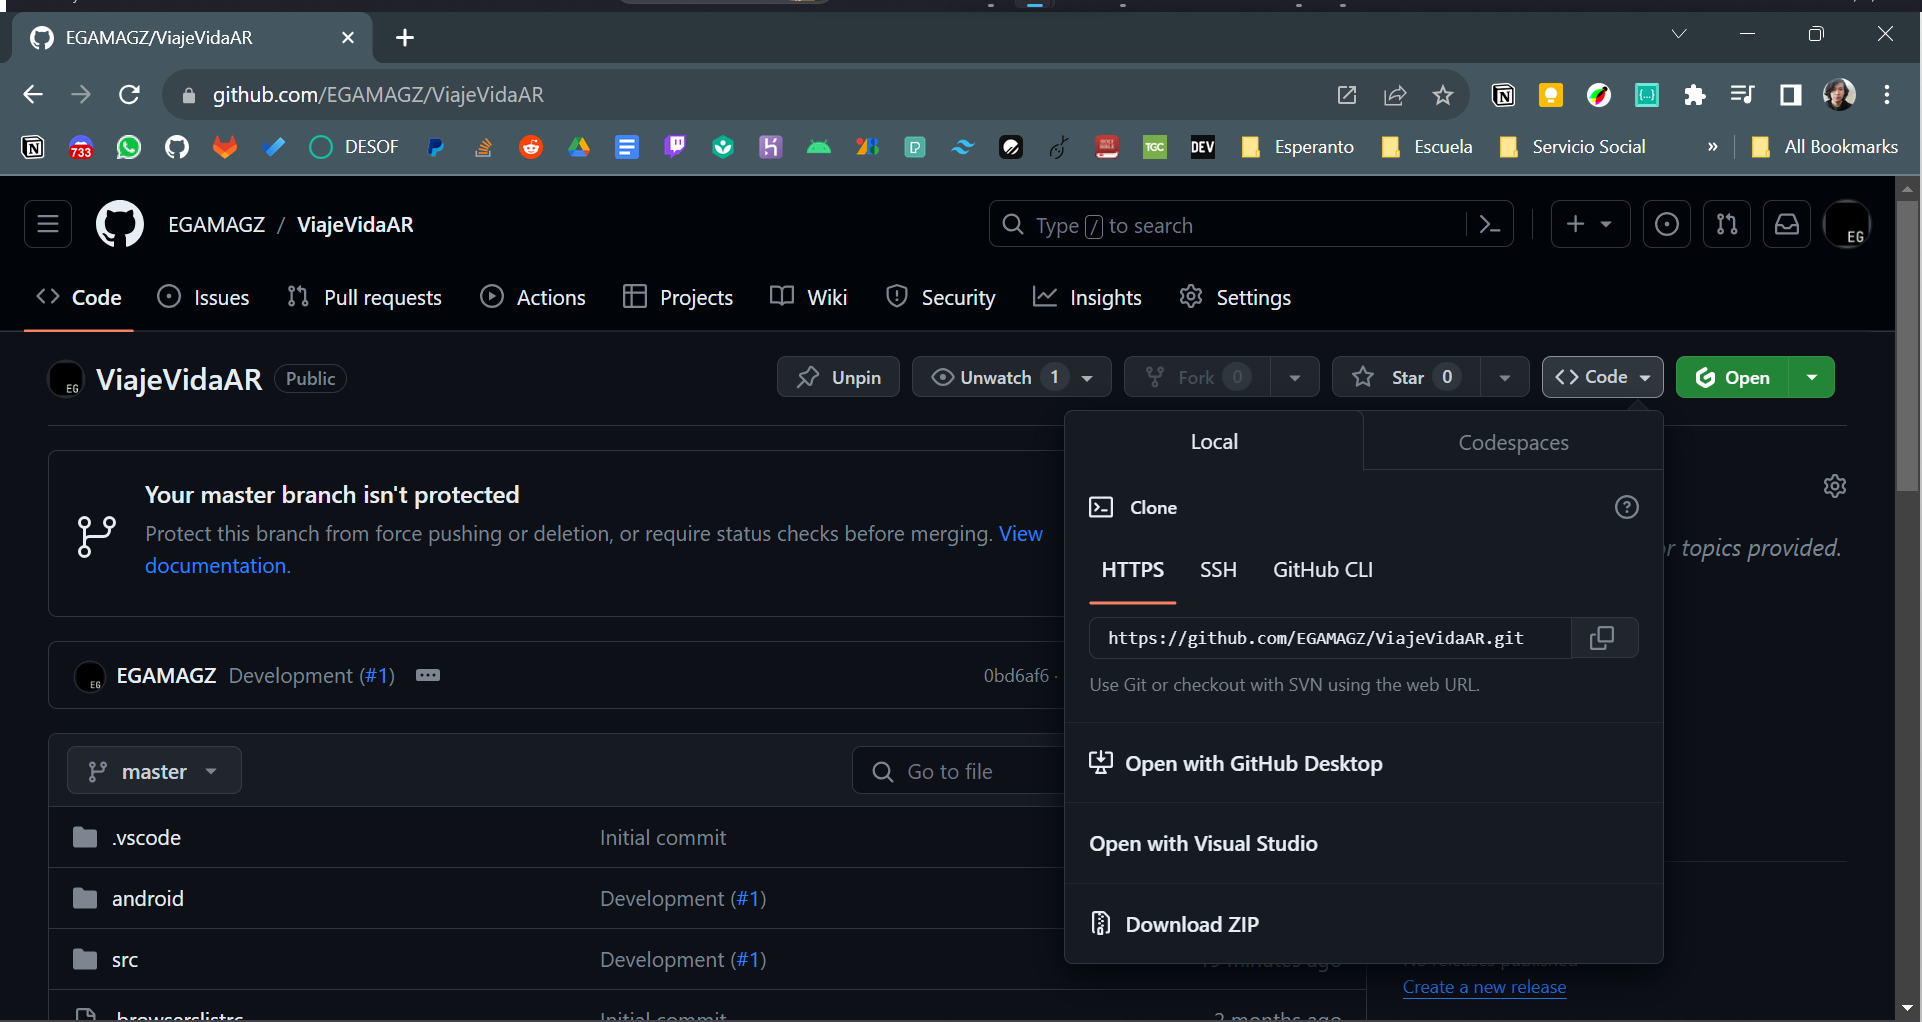 EGAMAGZ/ViajeVidaAR
github.com/EGAMAGZ/ViajeVidaAR
733
DESOF
TGC
DEV
Esperanto
Escuela
Servicio Social
»
All Bookmarks
EGAMAGZ / ViajeVidaAR
Type / to search
EG
Code
Issues
Pull requests
Actions
Projects
Wiki
Security
Insights
Settings
EG
ViajeVidaAR
Public
Unpin
Unwatch 1
Fork 0
Star 0
<> Code
Open
Local
Codespaces
Your master branch isn't protected
Protect this branch from force pushing or deletion, or require status checks before merging. View
documentation.
Clone
HTTPS
SSH
GitHub CLI
https://github.com/EGAMAGZ/ViajeVidaAR.git
Use Git or checkout with SVN using the web URL.
Open with GitHub Desktop
Open with Visual Studio
Download ZIP
r topics provided.
EG
EGAMAGZ
Development (#1)
0bd6af6 ·
master
Go to file
.vscode
Initial commit
android
Development (#1)
src
Development (#1)
.browserslistrc
Initial commit
2 months ago
Create a new release